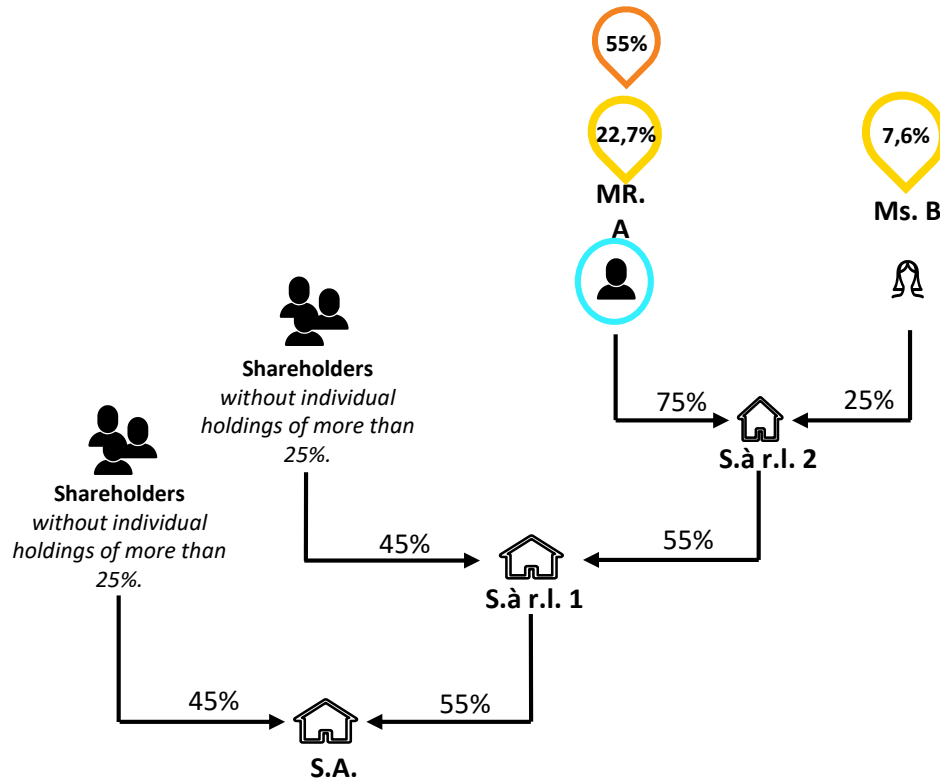 55%
22,7%
7,6%
MR.
A
Ms. B
Shareholders
without individual
holdings of more than
25%.
75%
25%
S.à r.l. 2
Shareholders
without individual
holdings of more than
25%.
45%
55%
S.à r.l. 1
45%
55%
S.A.